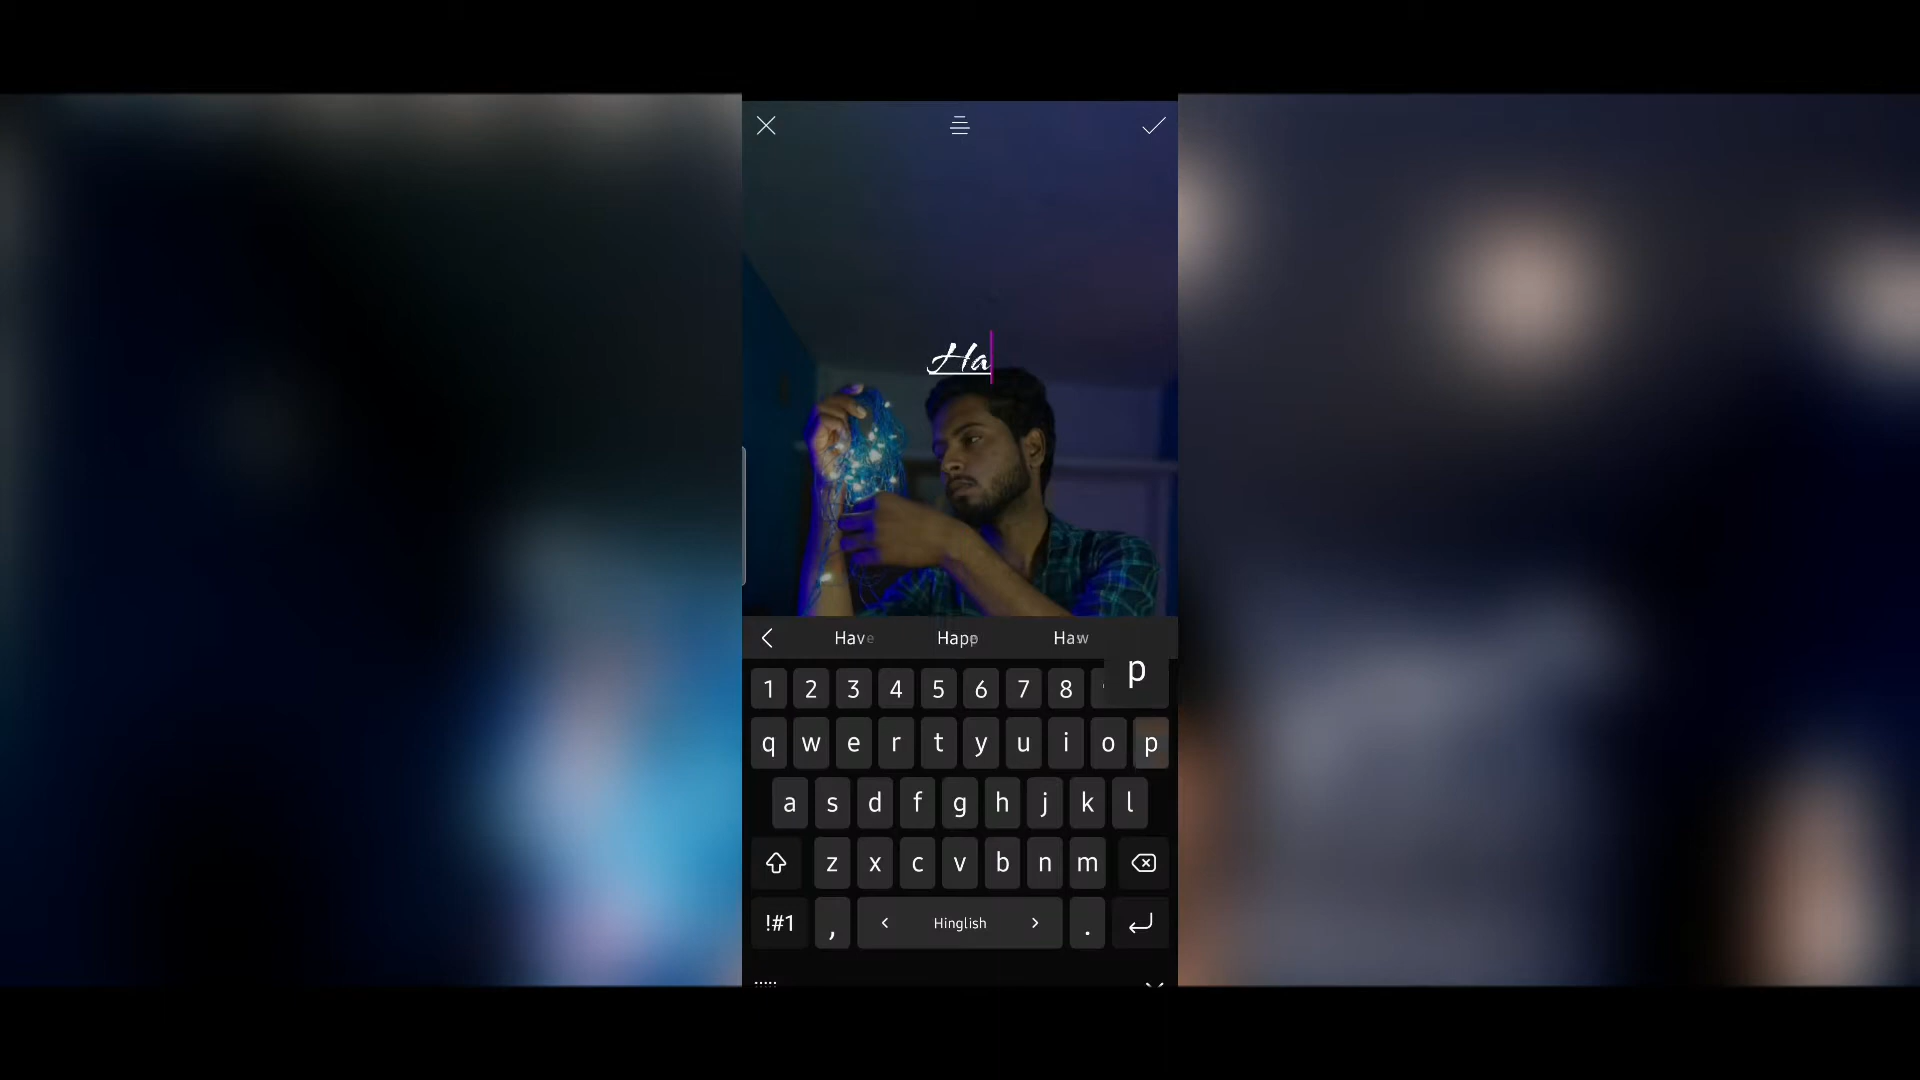 Ha
Have Happ Haw
p
1 2 3 4 5 6 7 8
q w e r t y u i o p
a s d f g h j k l
z x c v b n m
!#1 , < Hinglish > .